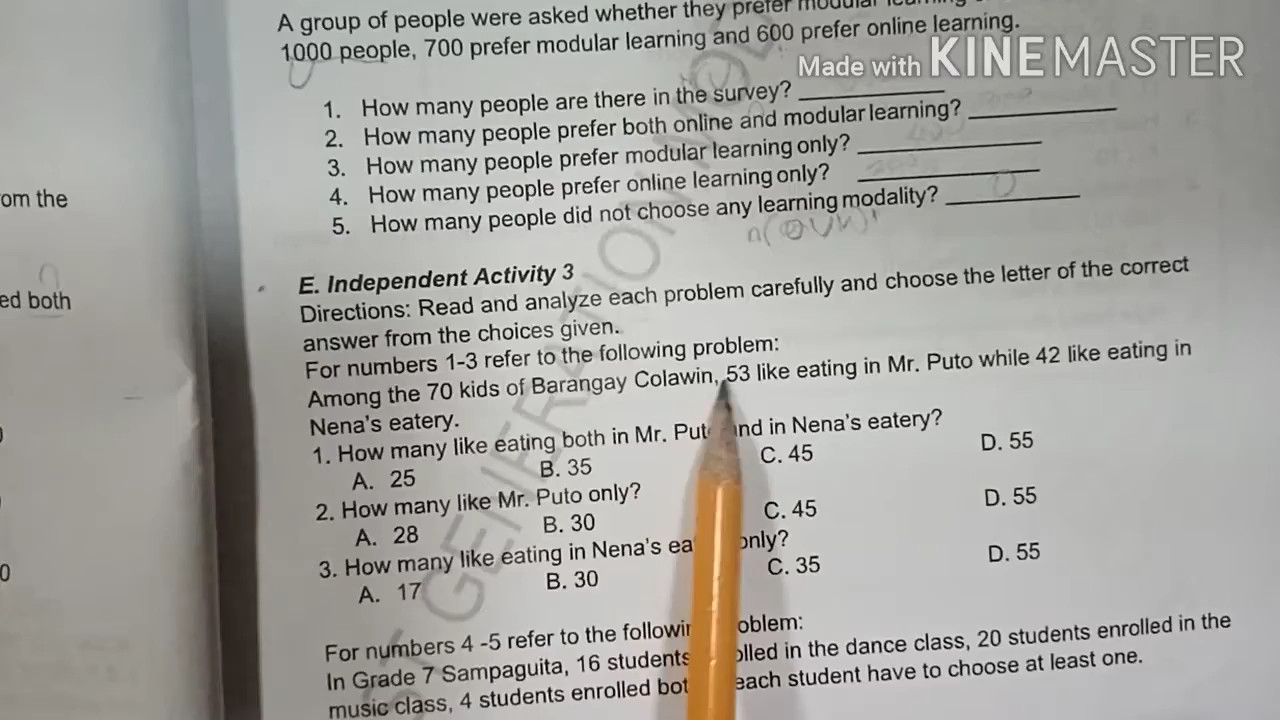 A group of people were asked whether they prefer modular
1000 people, 700 prefer modular learning and 600 prefer online learning.
Made with KINEMASTER
1. How many people are there in the survey?
2. How many people prefer both online and modular learning?
3. How many people prefer modular learning only?
4. How many people prefer online learning only?
5. How many people did not choose any learning modality?
om the
ed both
E. Independent Activity 3
Directions: Read and analyze each problem carefully and choose the letter of the correct
answer from the choices given.
For numbers 1-3 refer to the following problem:
Among the 70 kids of Barangay Colawin, 53 like eating in Mr. Puto while 42 like eating in
Nena's eatery.
1. How many like eating both in Mr. Put nd in Nena's eatery?
A. 25 B. 35 C. 45 D. 55
2. How many like Mr. Puto only?
A. 28 B. 30 C. 45 D. 55
3. How many like eating in Nena's ea only?
A. 17 B. 30 C. 35 D. 55
For numbers 4 -5 refer to the followin oblem:
In Grade 7 Sampaguita, 16 students olled in the dance class, 20 students enrolled in the
music class, 4 students enrolled bot each student have to choose at least one.